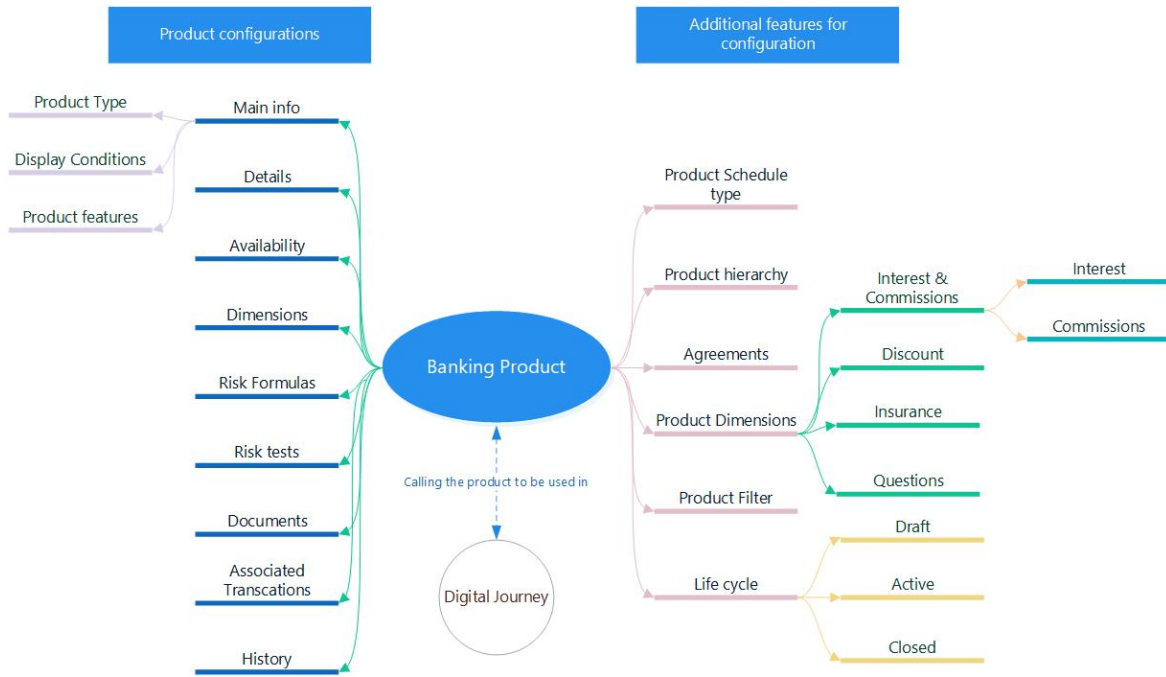 Product configurations
Additional features for
configuration
Product Type
Display Conditions
Product features
Main info
Details
Availability
Dimensions
Risk Formulas
Risk tests
Documents
Associated
Transcations
History
Banking Product
Calling the product to be used in
Digital Journey
Product Schedule
type
Product hierarchy
Agreements
Product Dimensions
Product Filter
Life cycle
Interest &
Commissions
Discount
Insurance
Questions
Interest
Commissions
Draft
Active
Closed